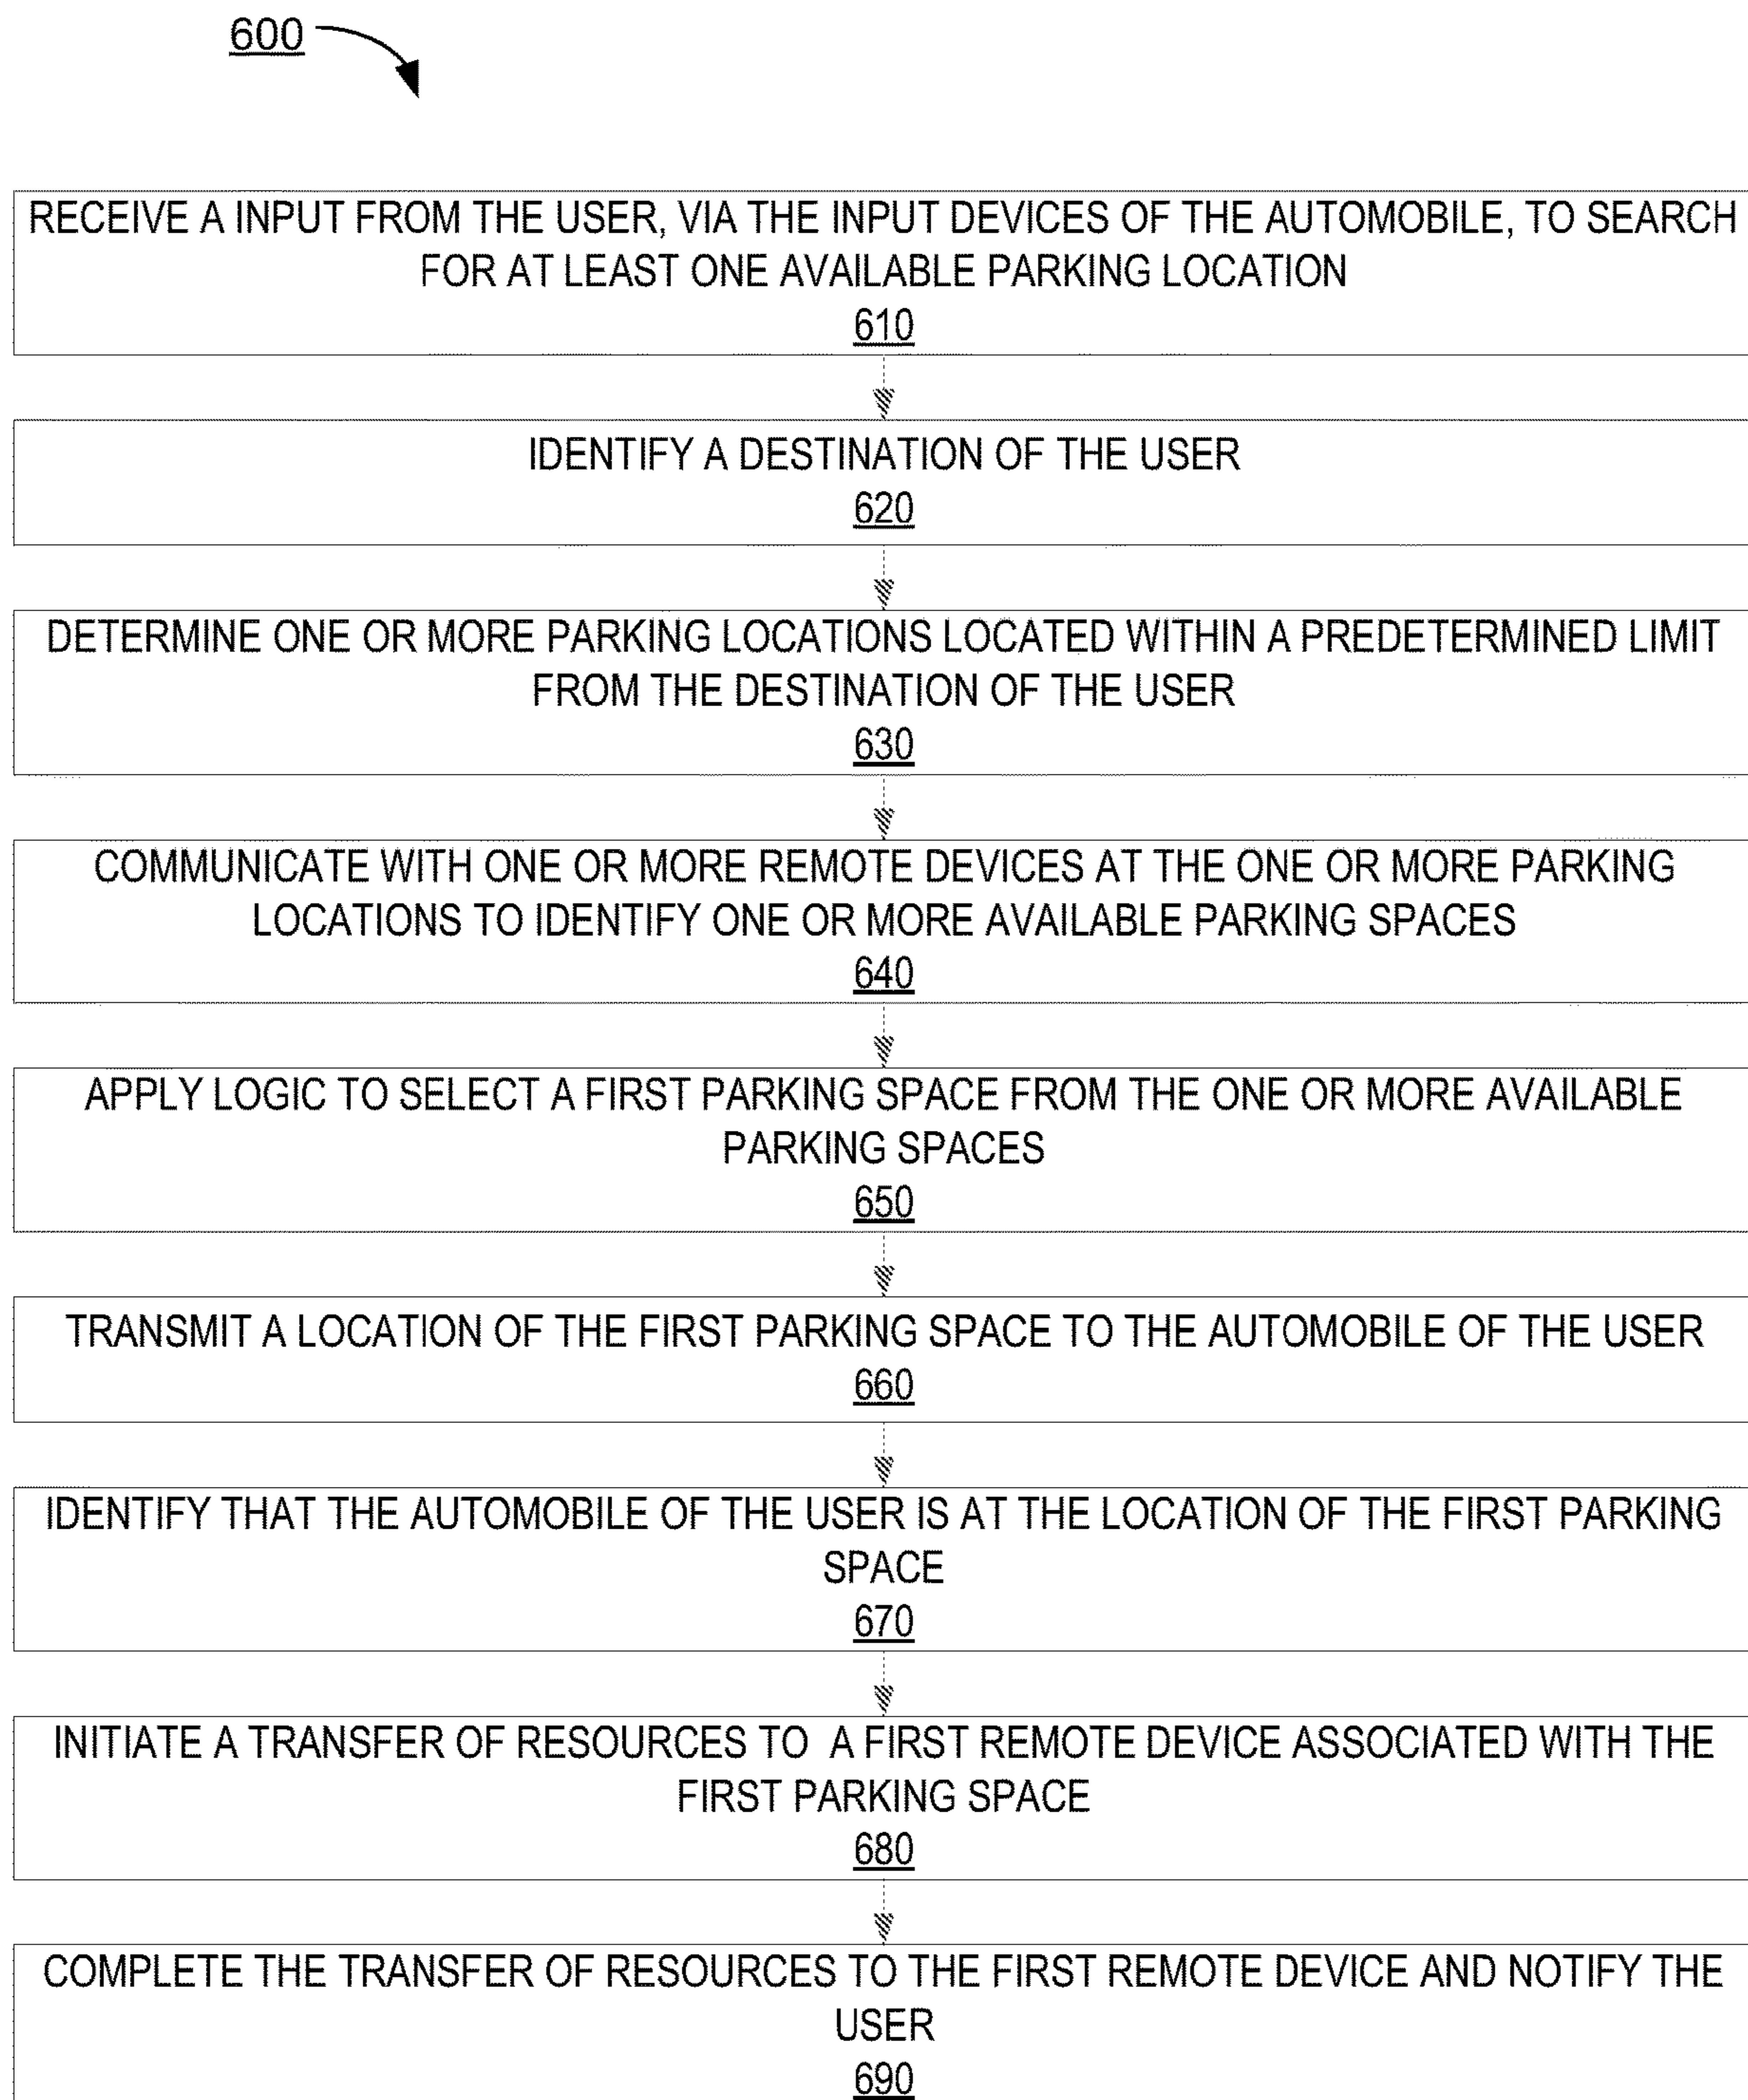 600
RECEIVE A INPUT FROM THE USER, VIA THE INPUT DEVICES OF THE AUTOMOBILE, TO SEARCH
FOR AT LEAST ONE AVAILABLE PARKING LOCATION
610
IDENTIFY A DESTINATION OF THE USER
620
DETERMINE ONE OR MORE PARKING LOCATIONS LOCATED WITHIN A PREDETERMINED LIMIT
FROM THE DESTINATION OF THE USER
630
COMMUNICATE WITH ONE OR MORE REMOTE DEVICES AT THE ONE OR MORE PARKING
LOCATIONS TO IDENTIFY ONE OR MORE AVAILABLE PARKING SPACES
640
APPLY LOGIC TO SELECT A FIRST PARKING SPACE FROM THE ONE OR MORE AVAILABLE
PARKING SPACES
650
TRANSMIT A LOCATION OF THE FIRST PARKING SPACE TO THE AUTOMOBILE OF THE USER
660
IDENTIFY THAT THE AUTOMOBILE OF THE USER IS AT THE LOCATION OF THE FIRST PARKING
SPACE
670
INITIATE A TRANSFER OF RESOURCES TO A FIRST REMOTE DEVICE ASSOCIATED WITH THE
FIRST PARKING SPACE
680
COMPLETE THE TRANSFER OF RESOURCES TO THE FIRST REMOTE DEVICE AND NOTIFY THE
USER
690